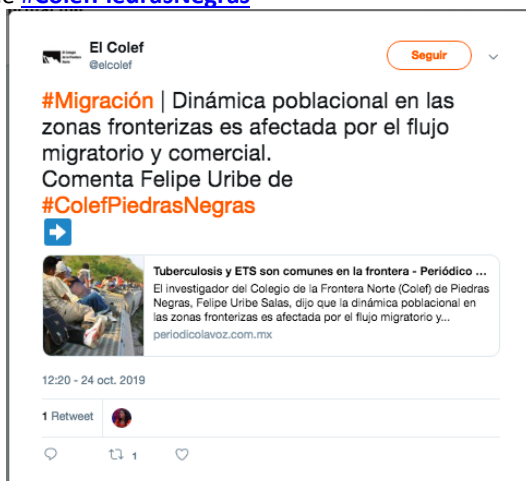 #ColefPiedrasNegras
El Colef
@elcolef
Seguir
#Migración | Dinámica poblacional en las
zonas fronterizas es afectada por el flujo
migratorio y comercial.
Comenta Felipe Uribe de
#ColefPiedrasNegras
Tuberculosis y ETS son comunes en la frontera - Periódico ...
El investigador del Colegio de la Frontera Norte (Colef) de Piedras
Negras, Felipe Uribe Salas, dijo que la dinámica poblacional en
las zonas fronterizas es afectada por el flujo migratorio y...
periodicolavoz.com.mx
12:20 - 24 oct. 2019
1 Retweet
1